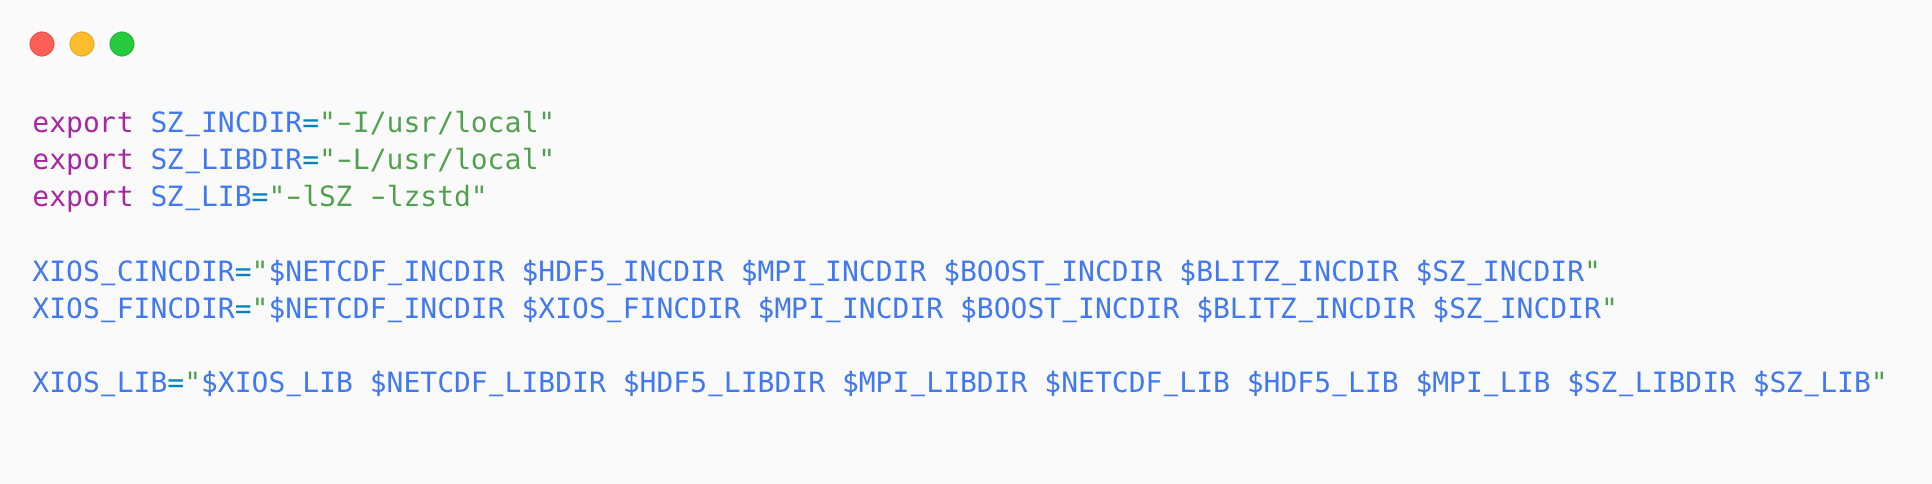 export SZ_INCDIR="-I/usr/local"
export SZ_LIBDIR="-L/usr/local"
export SZ_LIB="-lSZ -lzstd"
XIOS_CINCDIR="$NETCDF_INCDIR $HDF5_INCDIR $MPI_INCDIR $BOOST_INCDIR $BLITZ_INCDIR $SZ_INCDIR"
XIOS_FINCDIR="$NETCDF_INCDIR $XIOS_FINCDIR $MPI_INCDIR $BOOST_INCDIR $BLITZ_INCDIR $SZ_INCDIR"
XIOS_LIB="$XIOS_LIB $NETCDF_LIBDIR $HDF5_LIBDIR $MPI_LIBDIR $NETCDF_LIB $HDF5_LIB $MPI_LIB $SZ_LIBDIR $SZ_LIB"